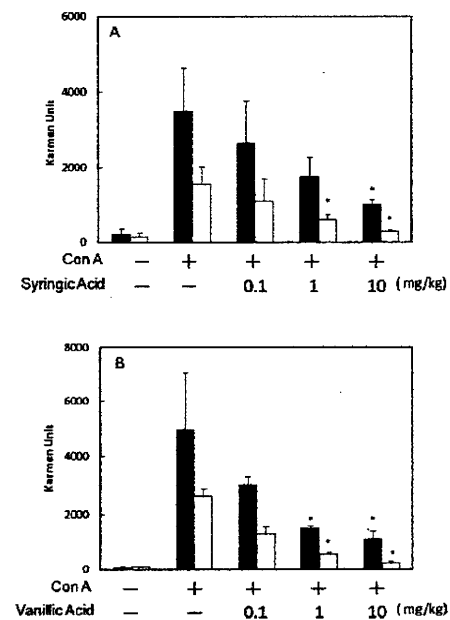 A
6000
4000
2000
0
Karmen Unit
Con A — + + + +
Syringic Acid — — 0.1 1 10 (mg/kg)
* * *
B
8000
6000
4000
2000
0
Karmen Unit
Con A — + + + +
Vanillic Acid — — 0.1 1 10 (mg/kg)
* * * *